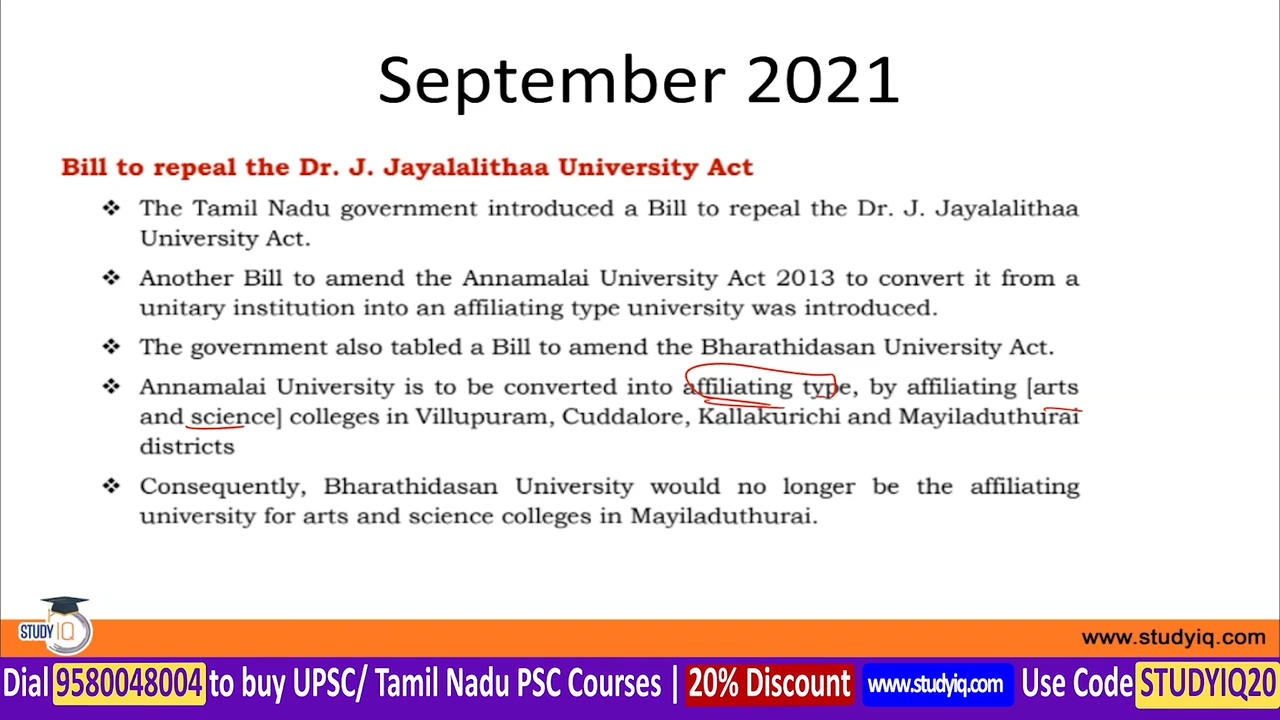 September 2021
Bill to repeal the Dr. J. Jayalalithaa University Act
❖ The Tamil Nadu government introduced a Bill to repeal the Dr. J. Jayalalithaa
University Act.
❖ Another Bill to amend the Annamalai University Act 2013 to convert it from a
unitary institution into an affiliating type university was introduced.
❖ The government also tabled a Bill to amend the Bharathidasan University Act.
❖ Annamalai University is to be converted into affiliating type, by affiliating [arts
and science] colleges in Villupuram, Cuddalore, Kallakurichi and Mayiladuthurai
districts
❖ Consequently, Bharathidasan University would no longer be the affiliating
university for arts and science colleges in Mayiladuthurai.
STUDY IQ
www.studyiq.com
Dial 9580048004 to buy UPSC/ Tamil Nadu PSC Courses | 20% Discount www.studyiq.com Use Code STUDYIQ20